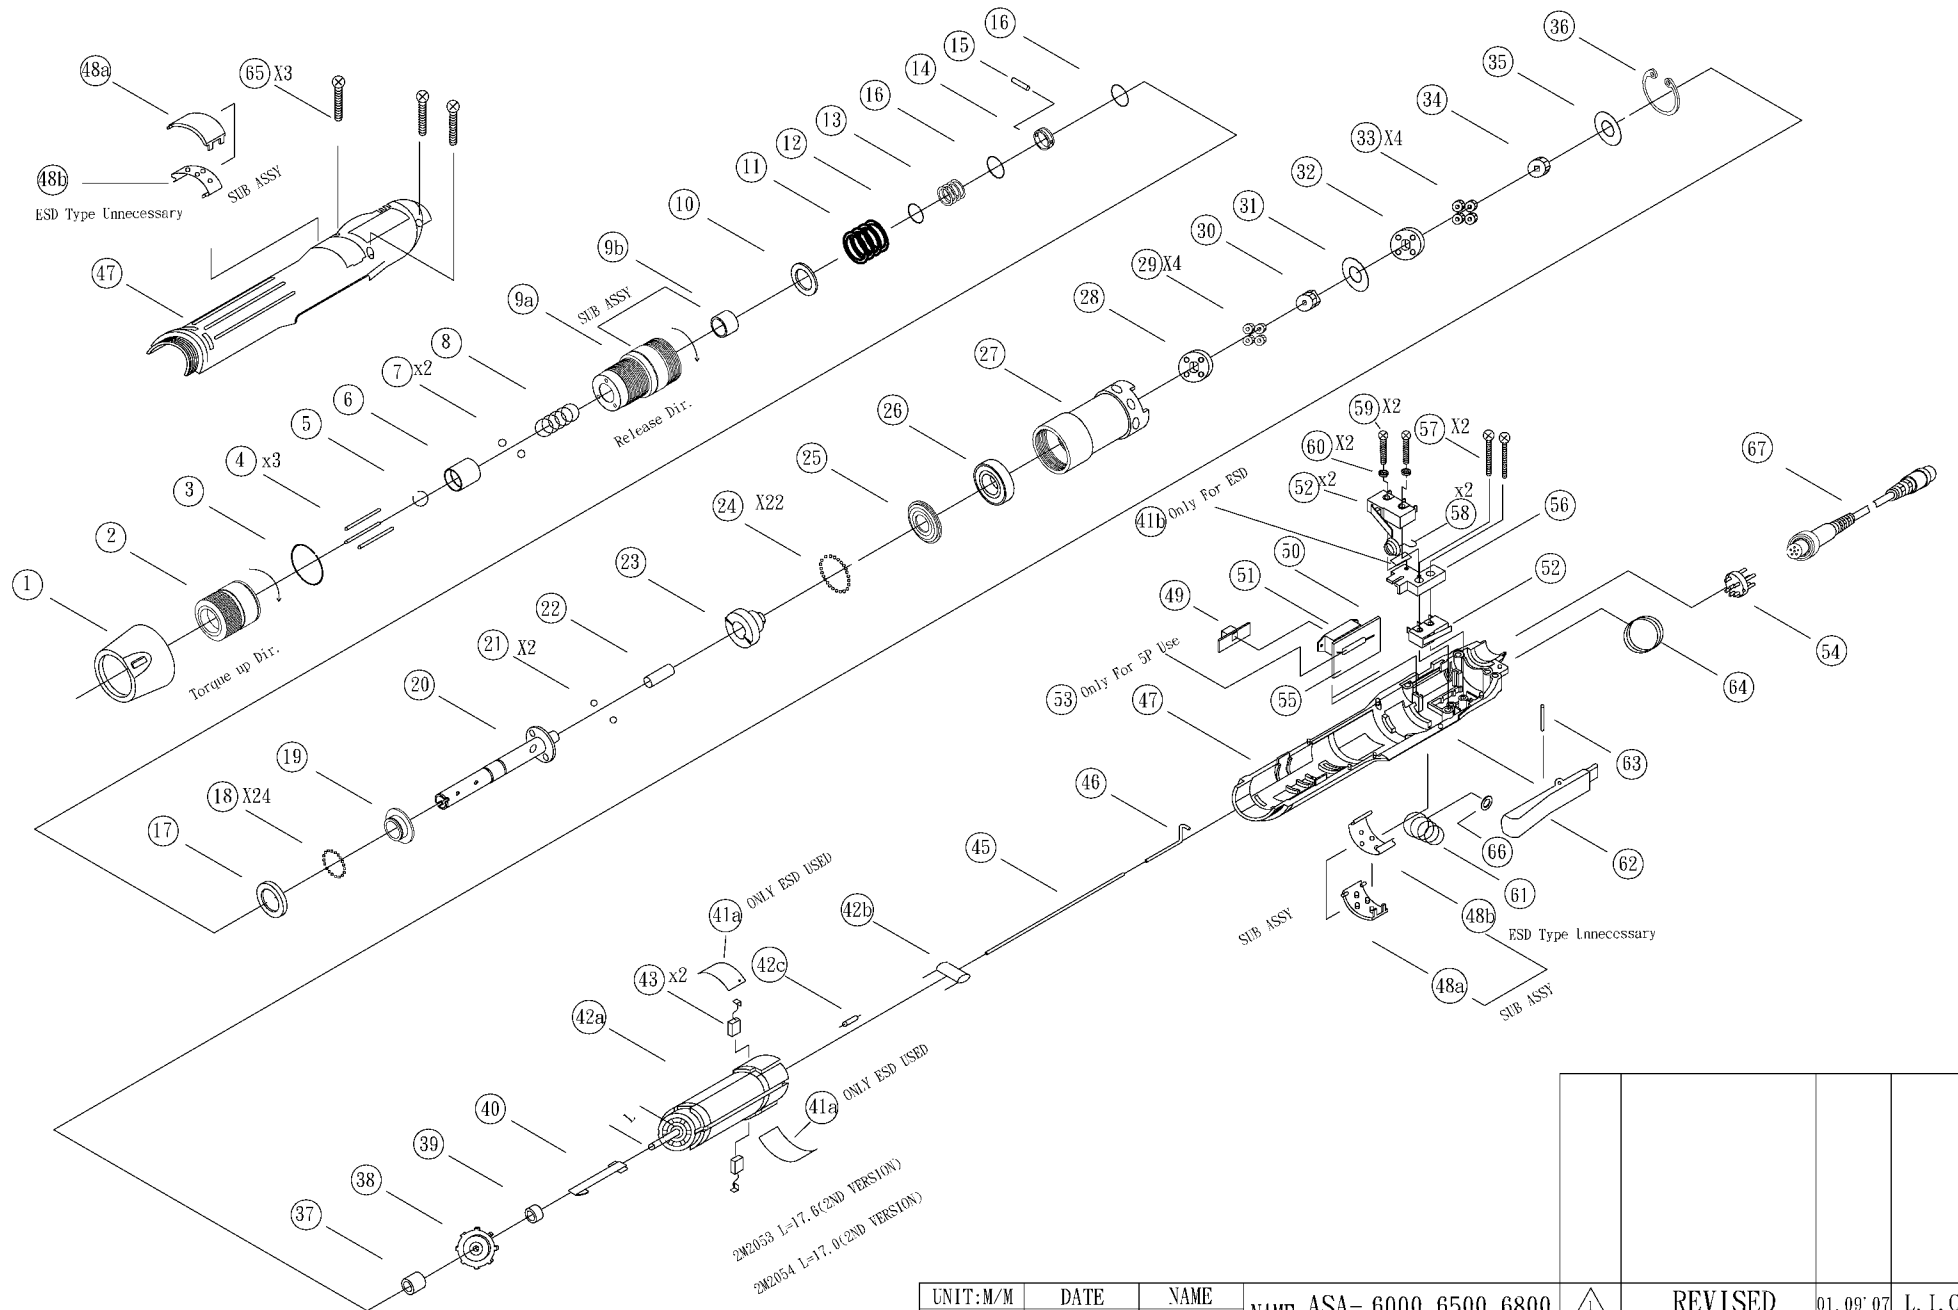 16
36
15
14
16
35
48a
65 X3
34
13
33 X4
12
32
48b
11
SUB ASSY
31
ESD Type Unnecessary
10
30
9b
29 X4
47
SUB ASSY
9a
28
8
27
7 x2
6
Release Dir.
26
59 X2
57 X2
5
60 X2
67
4 x3
25
52 x2
x2
58
56
3
24 X22
41b Only For ESD
2
23
50
52
51
1
22
49
21 X2
53 Only For 5P Use
54
Torque up Dir.
20
55
64
47
19
63
18 X24
46
17
45
66
62
41a ONLY ESD USED
61
42b
48b
SUB ASSY
ESD Type Lnnecessary
43 x2
42c
48a
SUB ASSY
42a
41a ONLY ESD USED
L
40
39
38
2M2053 L=17.6(2ND VERSION)
37
2M2054 L=17.0(2ND VERSION)
UNIT:M/M DATE NAME NAME ASA- 6000 6500 6800 1 REVISED 01.09'07 L.L.C